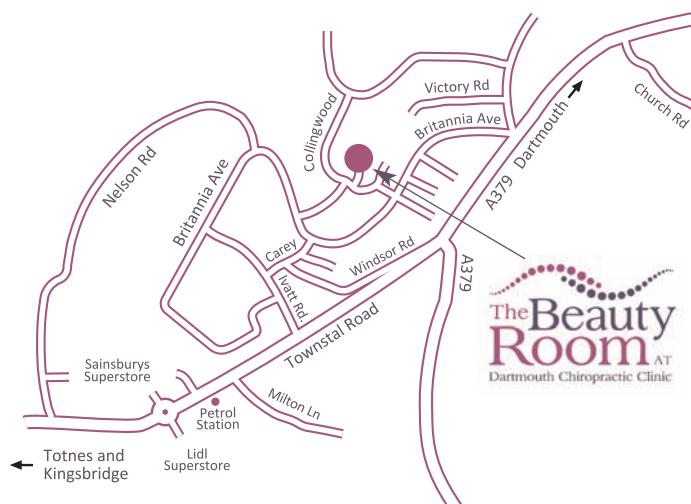 Victory Rd
Britannia Ave
Collingwood
Church Rd
A379 Dartmouth
Nelson Rd
Britannia Ave
Carey
Windsor Rd
A379
Ivatt Rd.
Townstal Road
The Beauty
Room AT
Dartmouth Chiropractic Clinic
Sainsburys
Superstore
Petrol
Station
Milton Ln
Totnes and
Kingsbridge
Lidl
Superstore